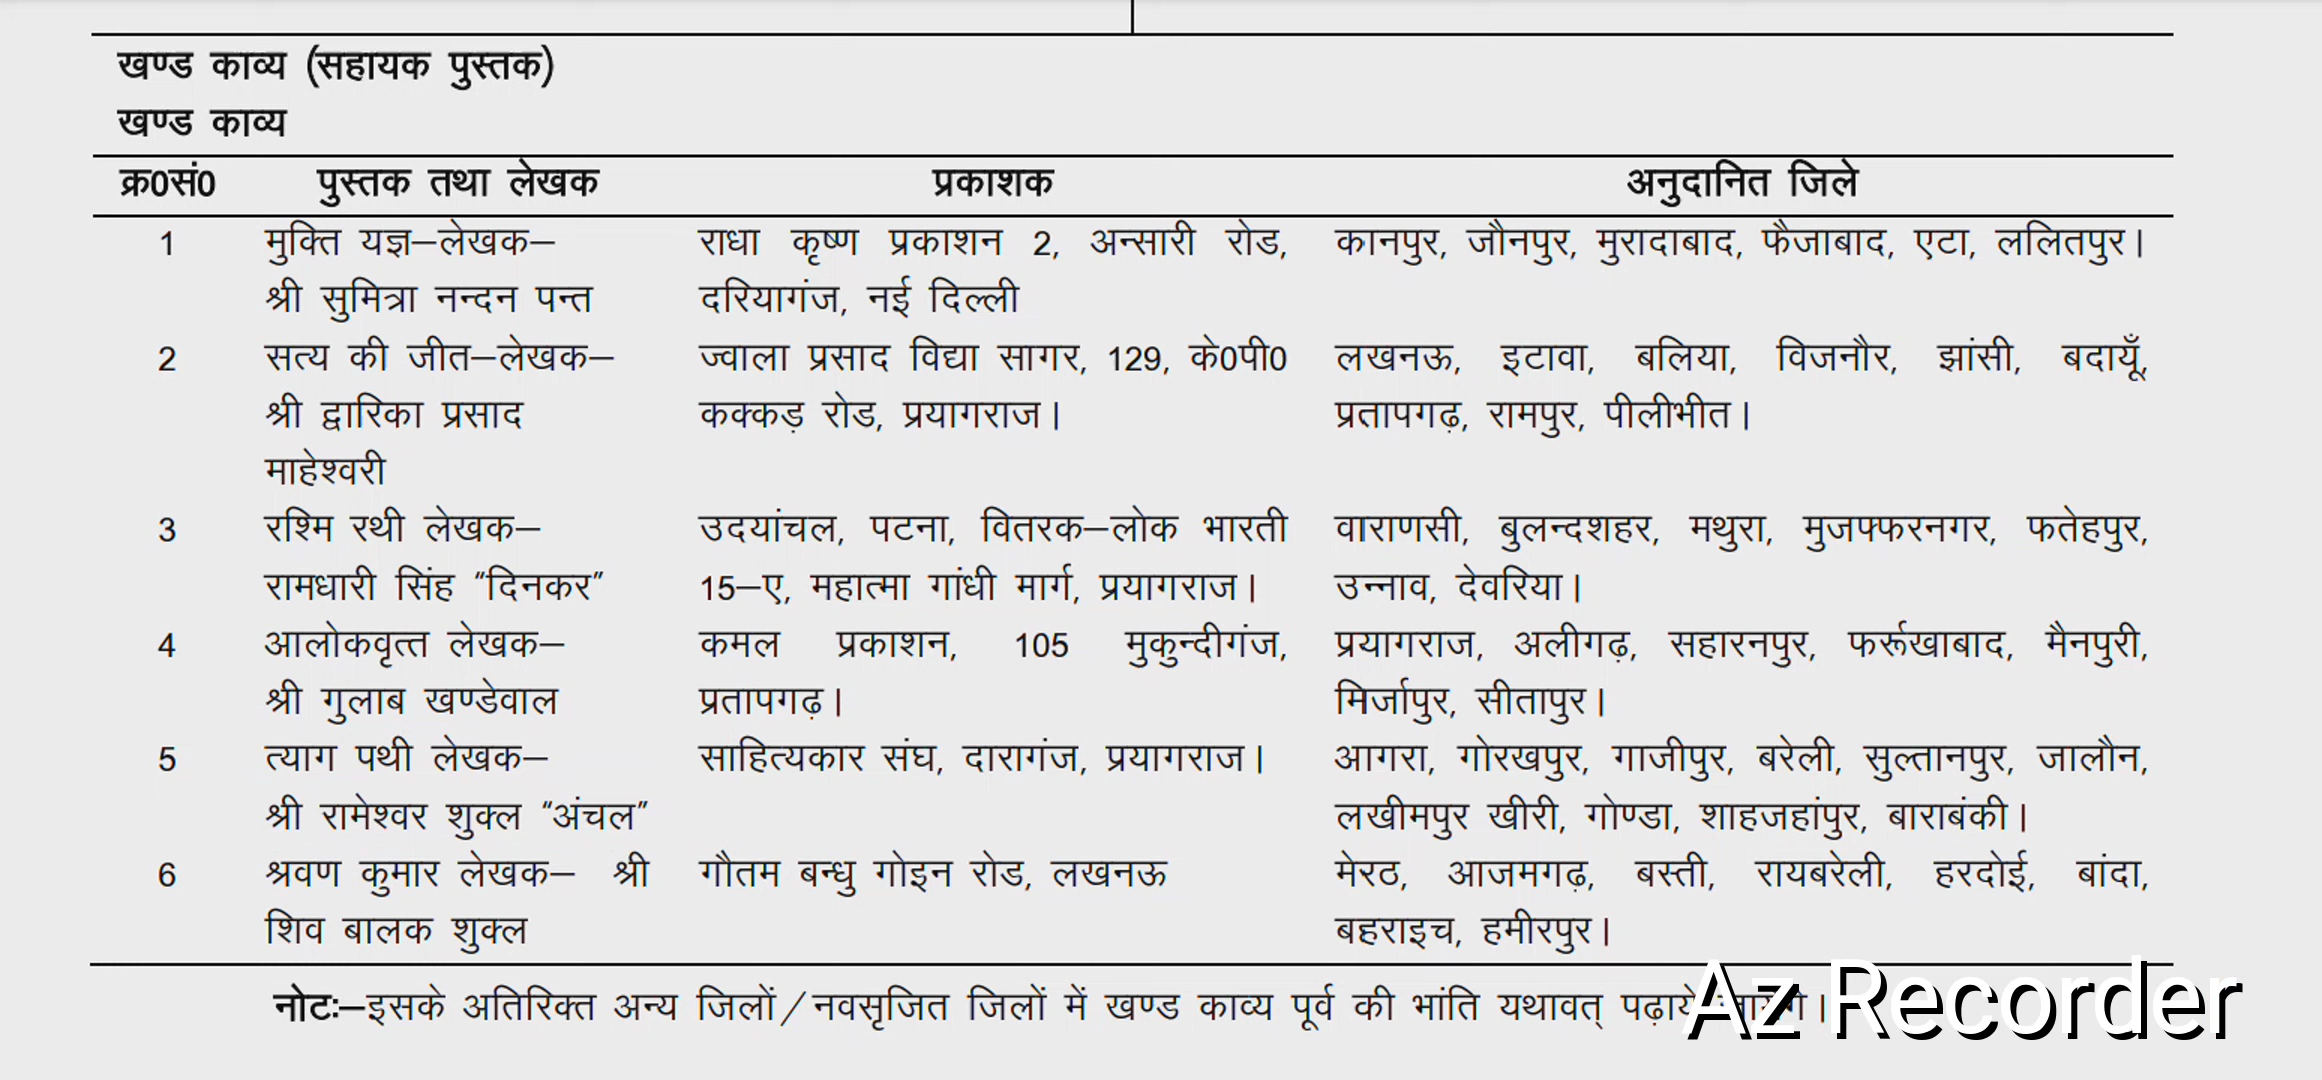 खण्ड काव्य (सहायक पुस्तक)
खण्ड काव्य
क्र0सं0 पुस्तक तथा लेखक प्रकाशक अनुदानित जिले
1 मुक्ति यज्ञ—लेखक— राधा कृष्ण प्रकाशन 2, अन्सारी रोड, कानपुर, जौनपुर, मुरादाबाद, फैजाबाद, एटा, ललितपुर।
श्री सुमित्रा नन्दन पन्त दरियागंज, नई दिल्ली
2 सत्य की जीत—लेखक— ज्वाला प्रसाद विद्या सागर, 129, के0पी0 लखनऊ, इटावा, बलिया, विजनौर, झांसी, बदायूँ,
श्री द्वारिका प्रसाद कक्कड़ रोड, प्रयागराज। प्रतापगढ़, रामपुर, पीलीभीत।
माहेश्वरी
3 रश्मि रथी लेखक— उदयांचल, पटना, वितरक—लोक भारती वाराणसी, बुलन्दशहर, मथुरा, मुजफ्फरनगर, फतेहपुर,
रामधारी सिंह “दिनकर” 15—ए, महात्मा गांधी मार्ग, प्रयागराज। उन्नाव, देवरिया।
4 आलोकवृत्त लेखक— कमल प्रकाशन, 105 मुकुन्दीगंज, प्रयागराज, अलीगढ़, सहारनपुर, फर्रूखाबाद, मैनपुरी,
श्री गुलाब खण्डेवाल प्रतापगढ़। मिर्जापुर, सीतापुर।
5 त्याग पथी लेखक— साहित्यकार संघ, दारागंज, प्रयागराज। आगरा, गोरखपुर, गाजीपुर, बरेली, सुल्तानपुर, जालौन,
श्री रामेश्वर शुक्ल “अंचल” लखीमपुर खीरी, गोण्डा, शाहजहांपुर, बाराबंकी।
6 श्रवण कुमार लेखक— श्री गौतम बन्धु गोइन रोड, लखनऊ मेरठ, आजमगढ़, बस्ती, रायबरेली, हरदोई, बांदा,
शिव बालक शुक्ल बहराइच, हमीरपुर।
नोटः—इसके अतिरिक्त अन्य जिलों/नवसृजित जिलों में खण्ड काव्य पूर्व की भांति यथावत् पढ़ाये
Az Recorder